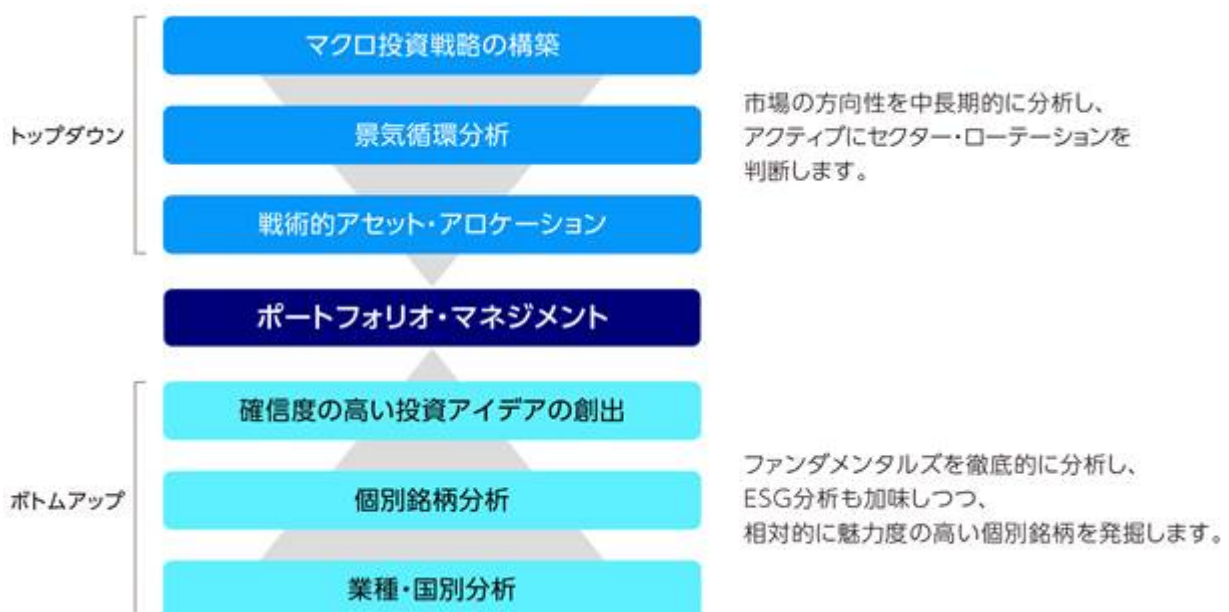 マクロ投資戦略の構築
トップダウン
景気循環分析
戦術的アセット・アロケーション
市場の方向性を中長期的に分析し、
アクティブにセクター・ローテーションを
判断します。
ポートフォリオ・マネジメント
確信度の高い投資アイデアの創出
ボトムアップ
個別銘柄分析
業種・国別分析
ファンダメンタルズを徹底的に分析し、
ESG分析も加味しつつ、
相対的に魅力度の高い個別銘柄を発掘します。